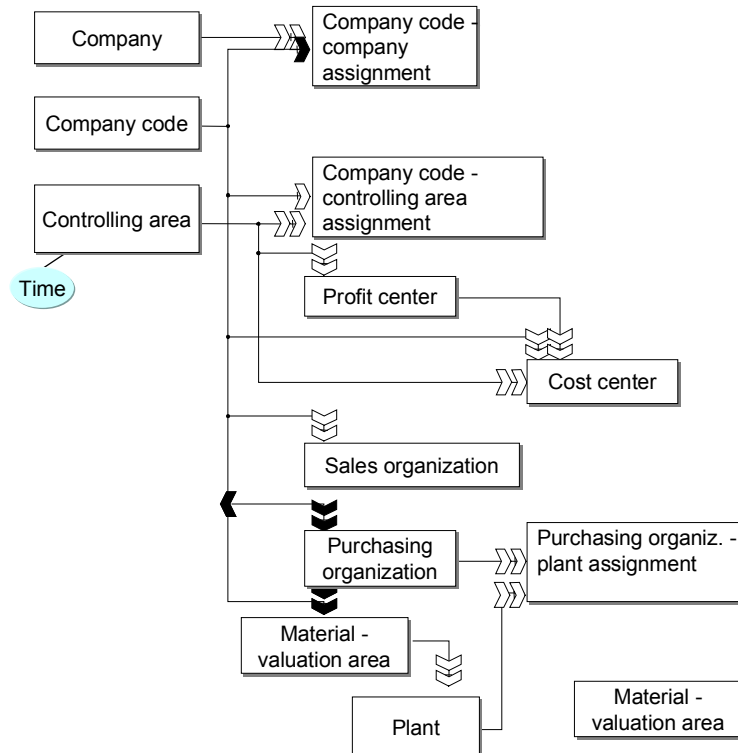 Company
Company code -
company
assignment
Company code
Company code -
controlling area
assignment
Controlling area
Time
Profit center
Cost center
Sales organization
Purchasing
organization
Purchasing organiz. -
plant assignment
Material -
valuation area
Plant
Material -
valuation area